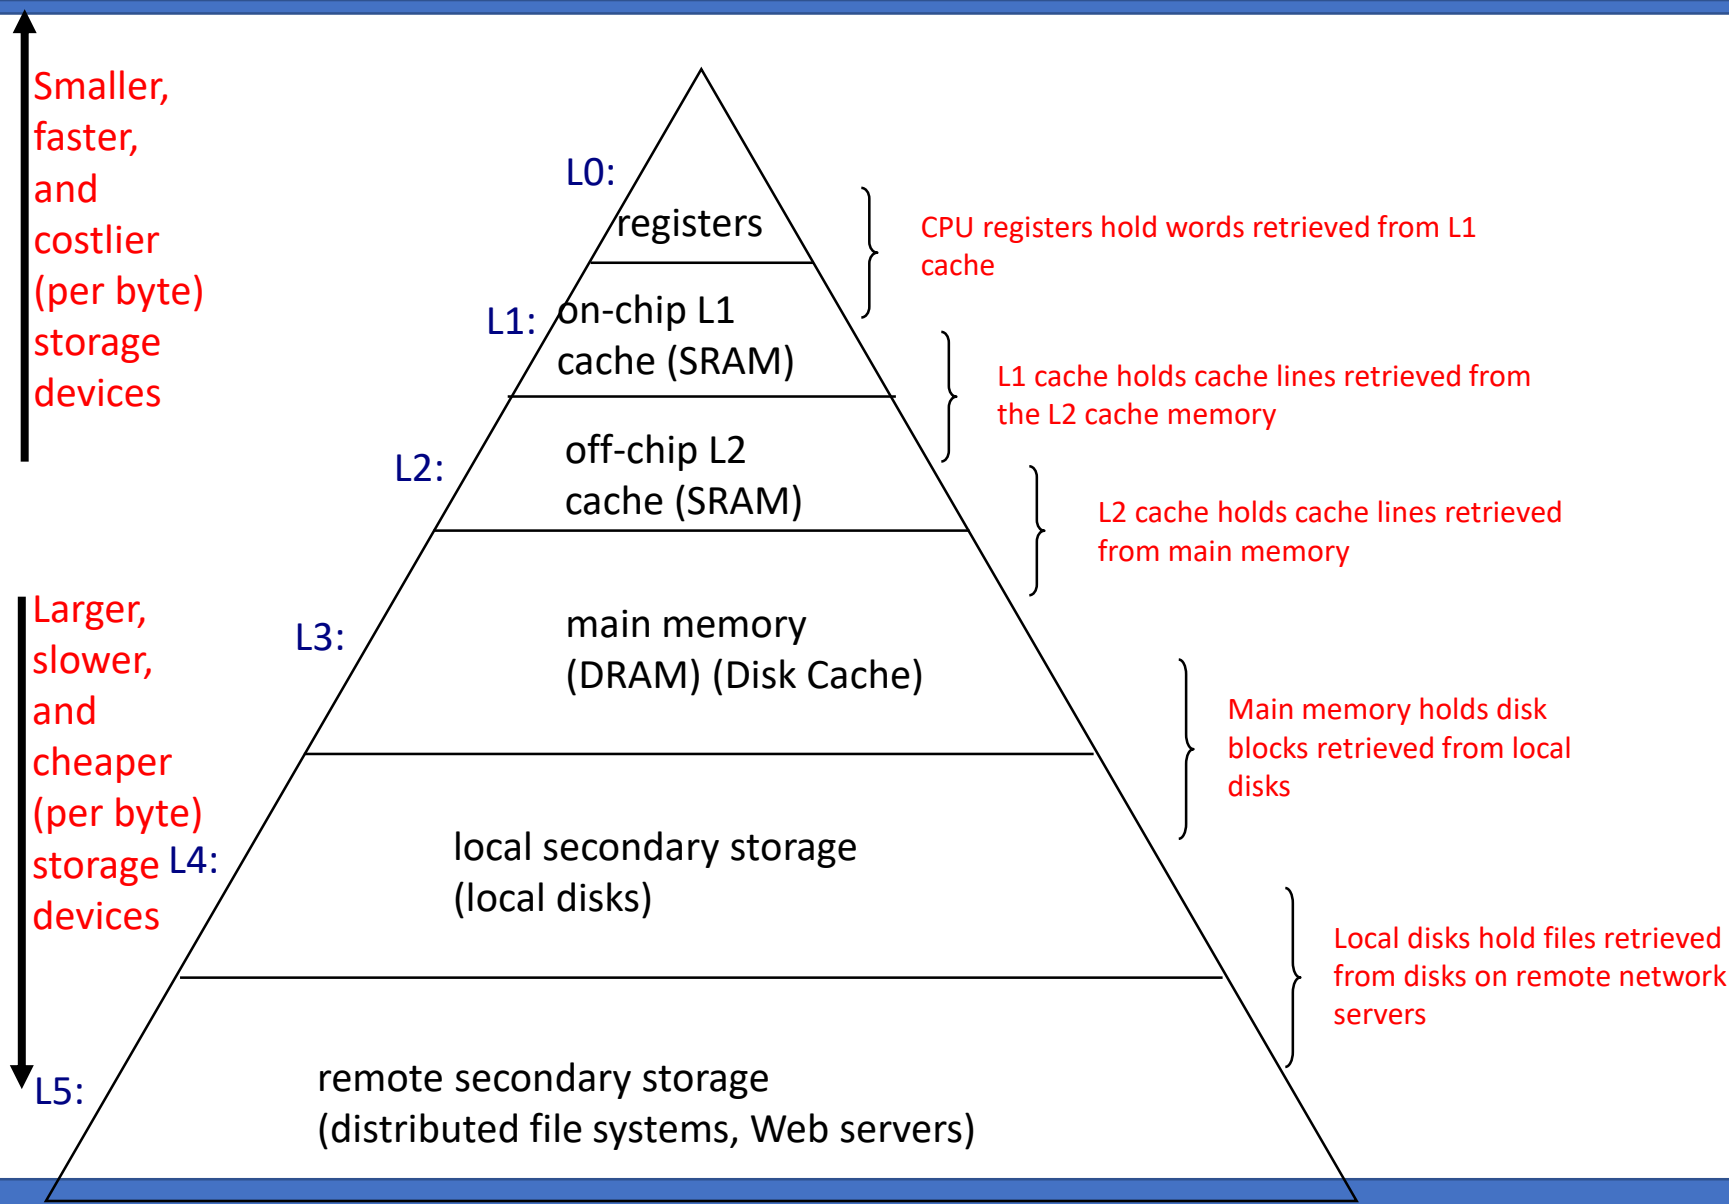 Smaller,
faster,
and
costlier
(per byte)
storage
devices
Larger,
slower,
and
cheaper
(per byte)
storage
devices
L0:
registers
CPU registers hold words retrieved from L1
cache
L1:
on-chip L1
cache (SRAM)
L1 cache holds cache lines retrieved from
the L2 cache memory
L2:
off-chip L2
cache (SRAM)
L2 cache holds cache lines retrieved
from main memory
L3:
main memory
(DRAM) (Disk Cache)
Main memory holds disk
blocks retrieved from local
disks
L4:
local secondary storage
(local disks)
Local disks hold files retrieved
from disks on remote network
servers
L5:
remote secondary storage
(distributed file systems, Web servers)